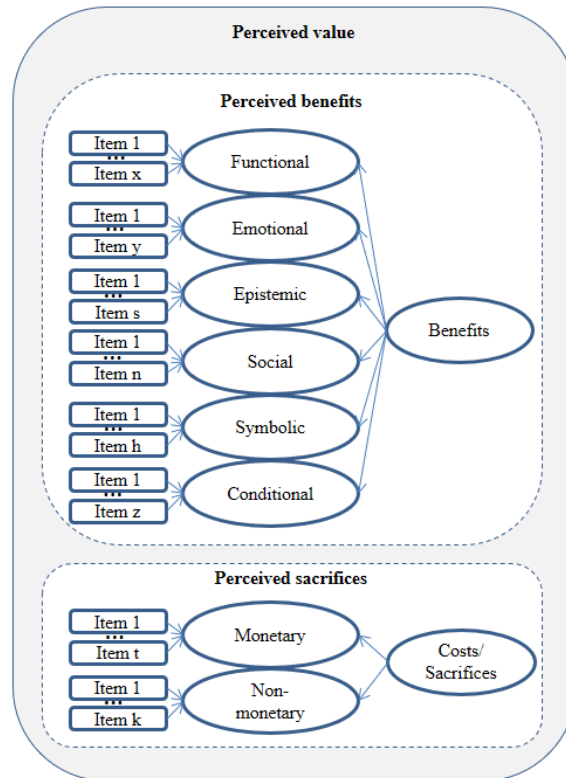 Perceived value
Perceived benefits
Item 1
...
Item x
Functional
Item 1
...
Item y
Emotional
Item 1
...
Item s
Epistemic
Item 1
...
Item n
Social
Item 1
...
Item h
Symbolic
Item 1
...
Item z
Conditional
Benefits
Perceived sacrifices
Item 1
...
Item t
Monetary
Item 1
...
Item k
Non-
monetary
Costs/
Sacrifices